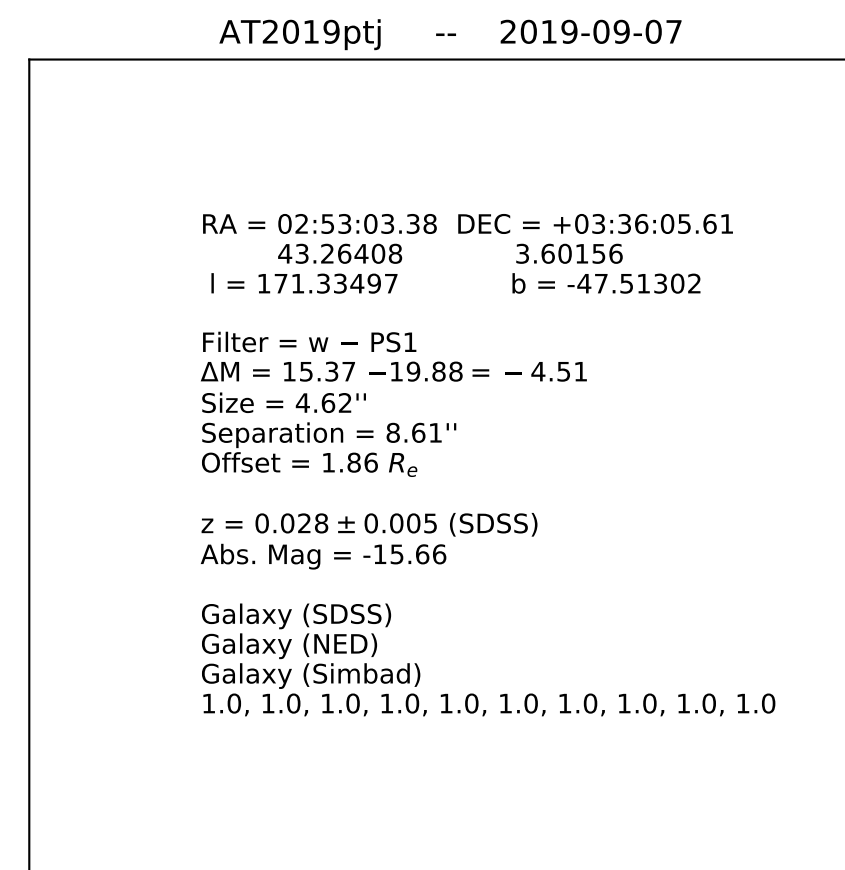 AT2019ptj -- 2019-09-07
RA = 02:53:03.38 DEC = +03:36:05.61
43.26408 3.60156
l = 171.33497 b = -47.51302
Filter = w − PS1
ΔM = 15.37 −19.88 = − 4.51
Size = 4.62''
Separation = 8.61''
Offset = 1.86 Rₑ
z = 0.028 ± 0.005 (SDSS)
Abs. Mag = -15.66
Galaxy (SDSS)
Galaxy (NED)
Galaxy (Simbad)
1.0, 1.0, 1.0, 1.0, 1.0, 1.0, 1.0, 1.0, 1.0, 1.0